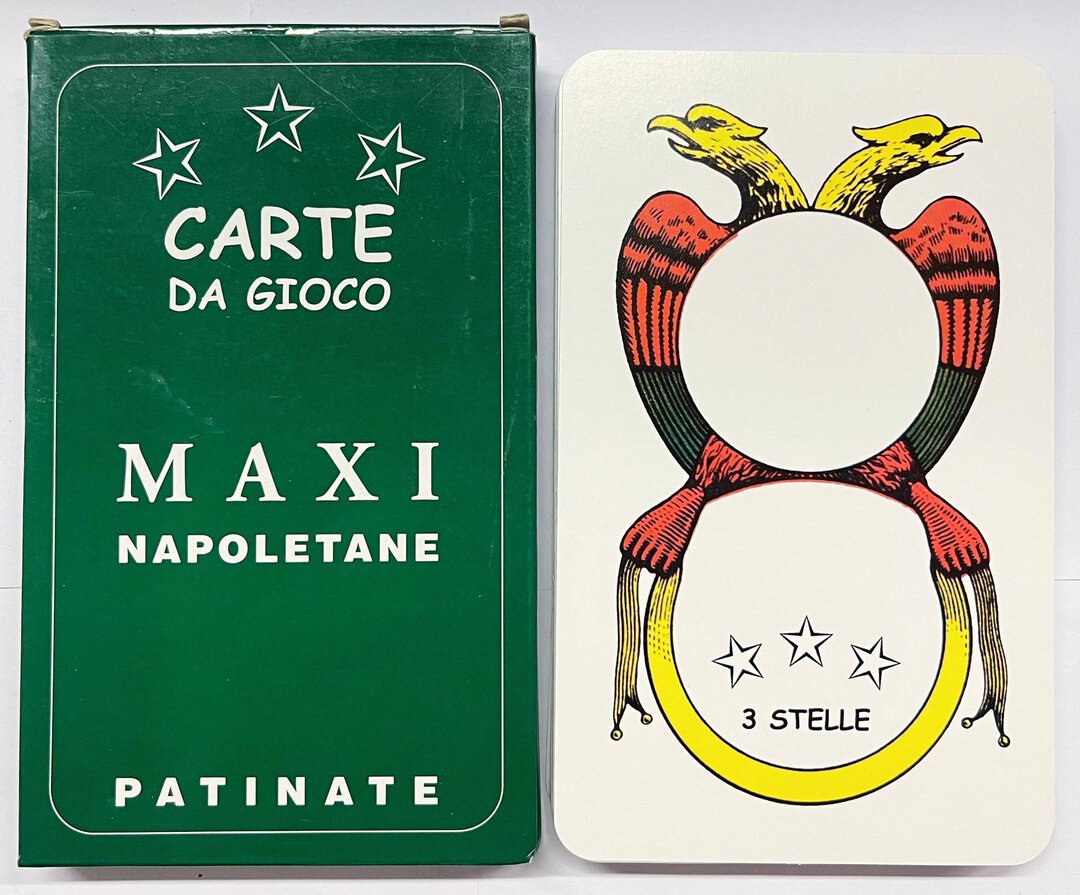 CARTE
DA GIOCO
MAXI
NAPOLETANE
PATINATE
3 STELLE